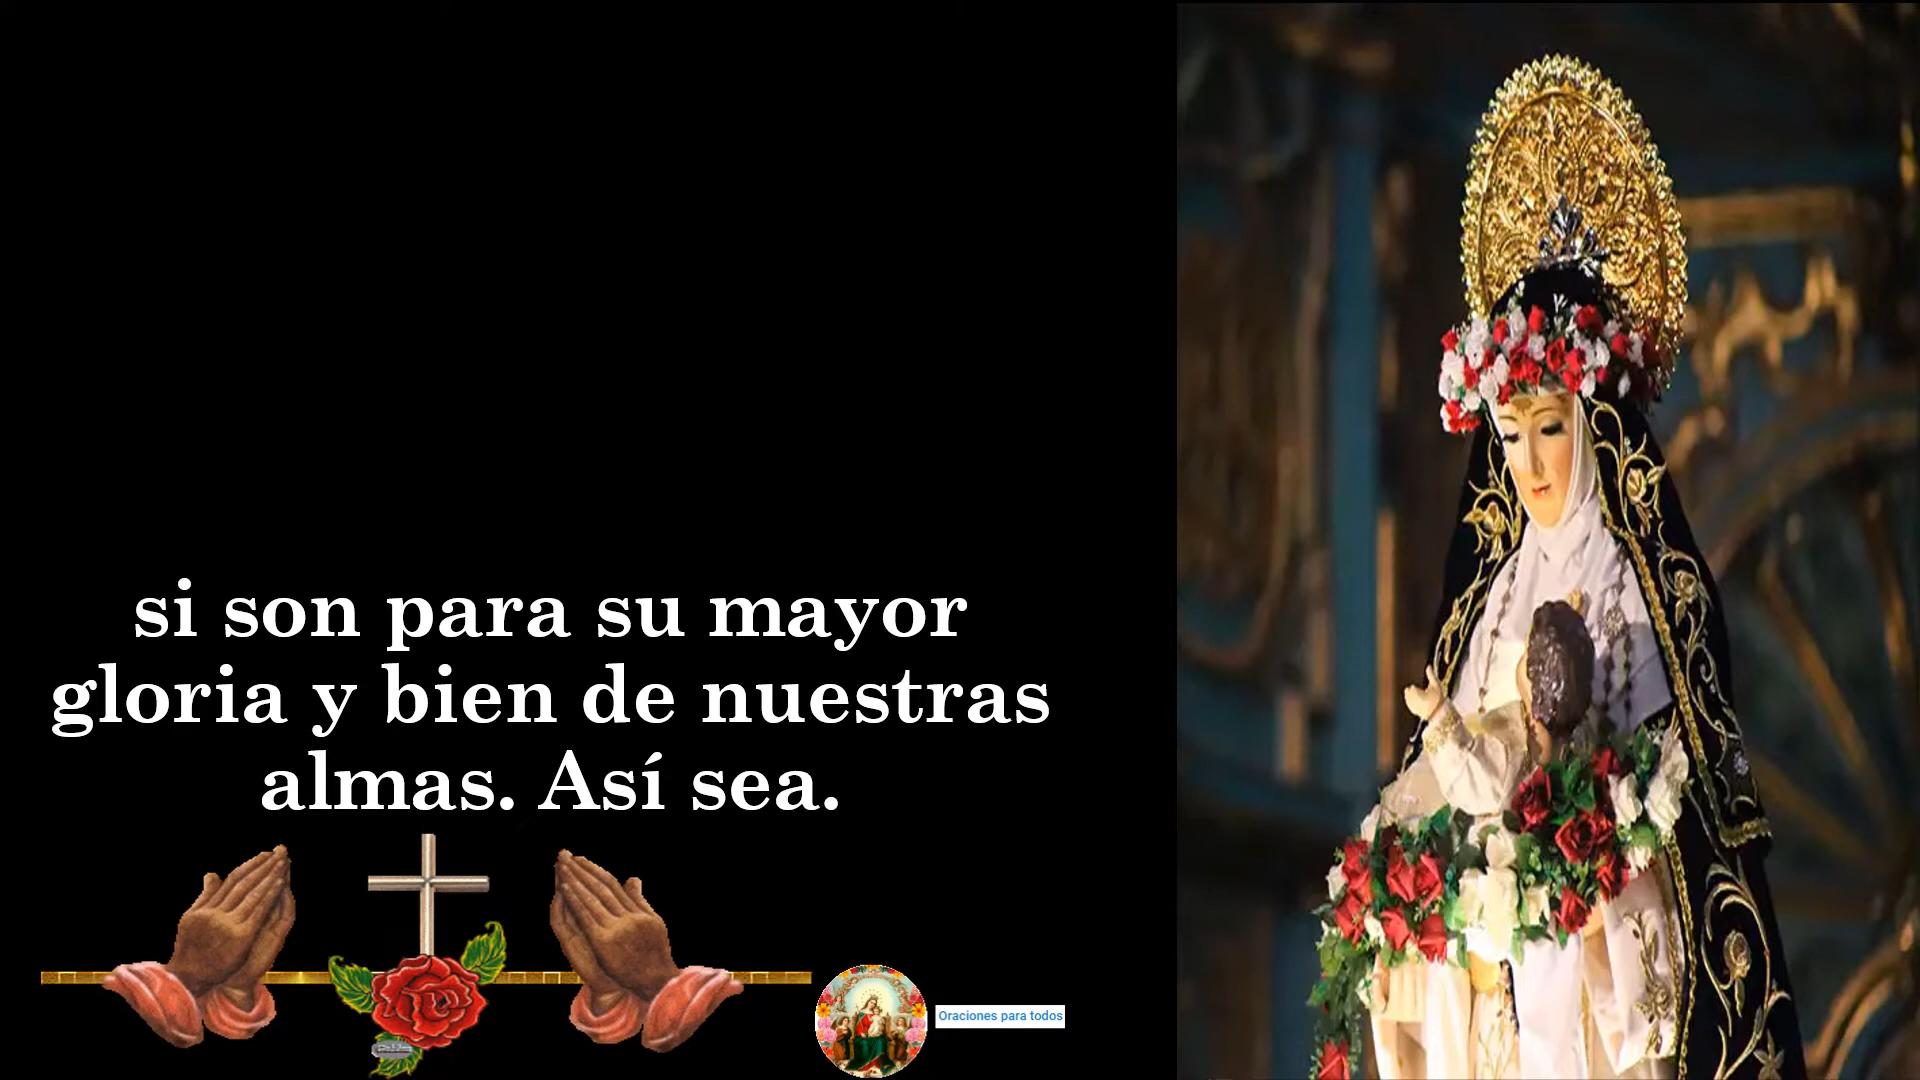 si son para su mayor
gloria y bien de nuestras
almas. Así sea.
Oraciones para todos